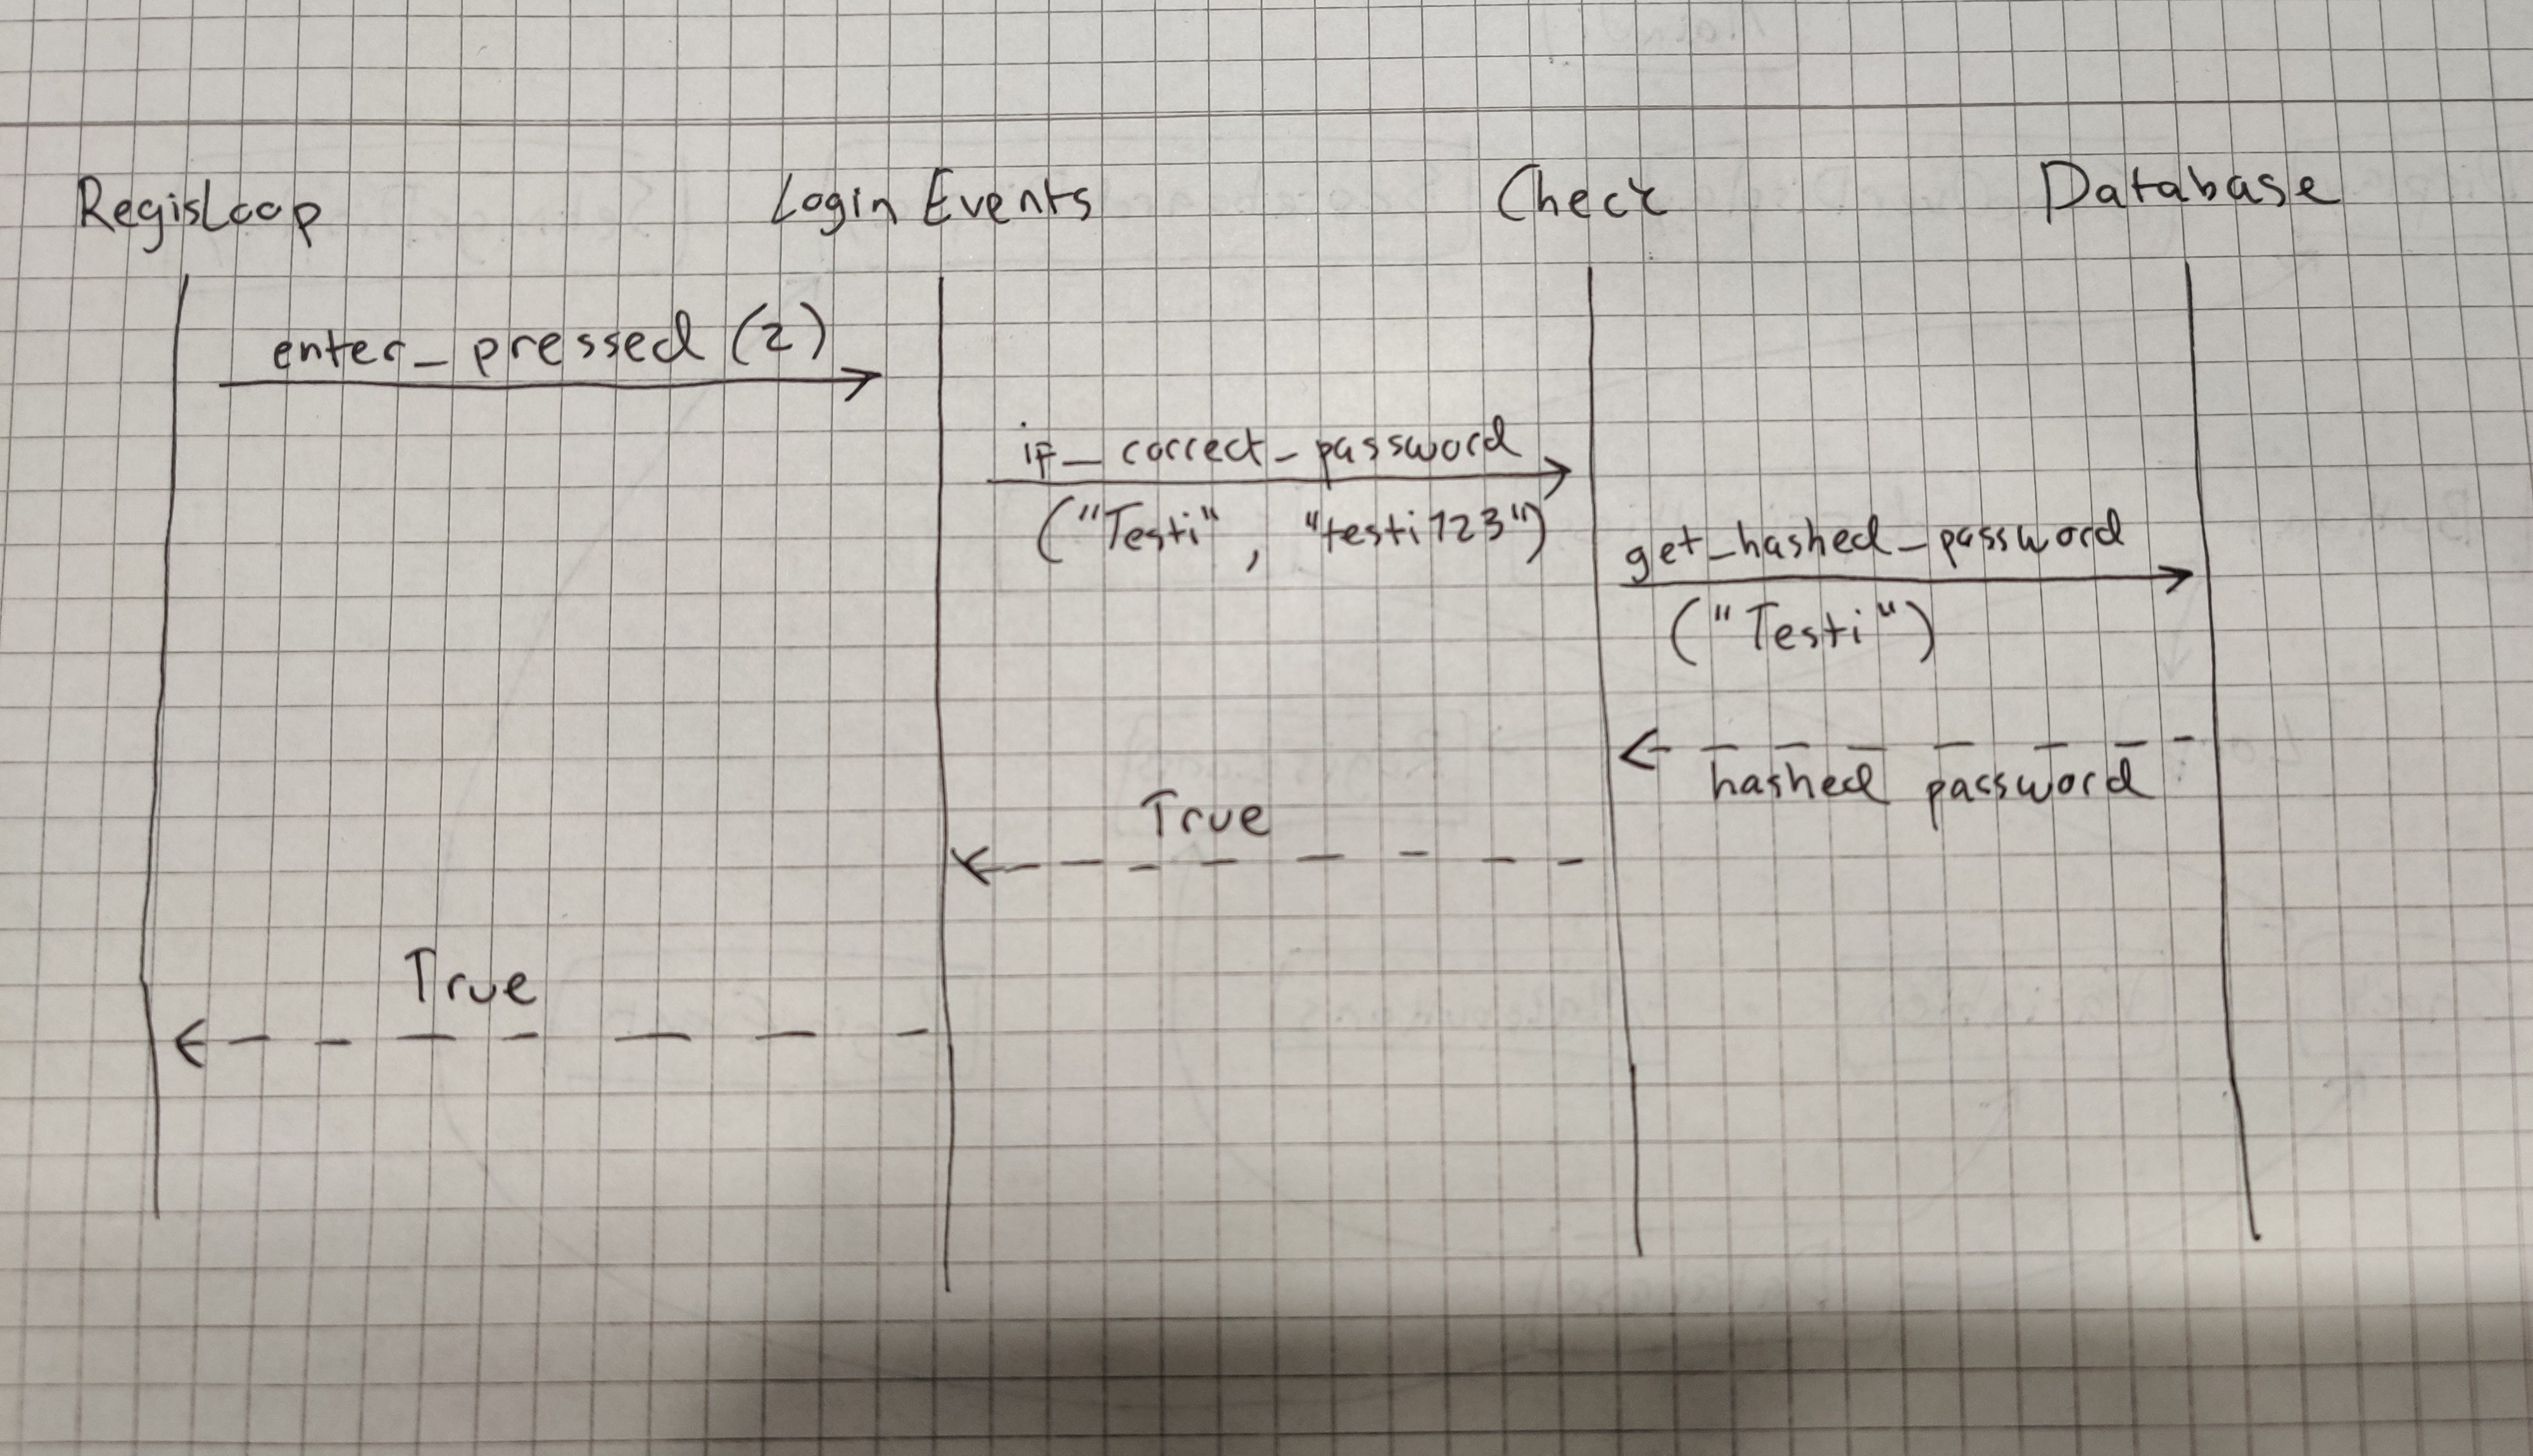 RegisLoop
Login Events
Check
Database
enter_pressed (2)
if_correct_password
("Testi", "testi123")
get_hashed_password
("Testi")
hashed password
True
True